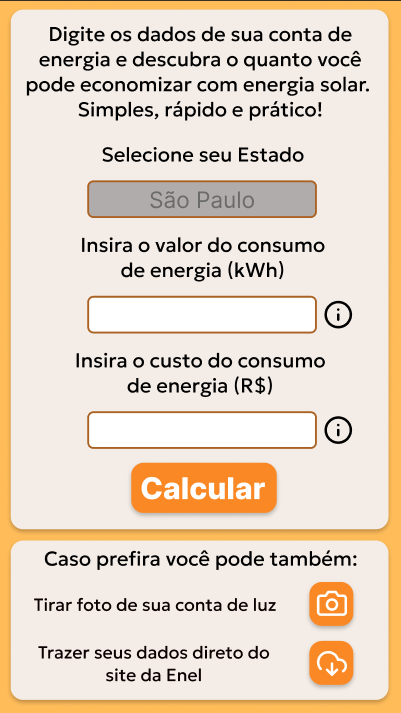 Digite os dados de sua conta de
energia e descubra o quanto você
pode economizar com energia solar.
Simples, rápido e prático!
Selecione seu Estado
São Paulo
Insira o valor do consumo
de energia (kWh)
Insira o custo do consumo
de energia (R$)
Calcular
Caso prefira você pode também:
Tirar foto de sua conta de luz
Trazer seus dados direto do
site da Enel